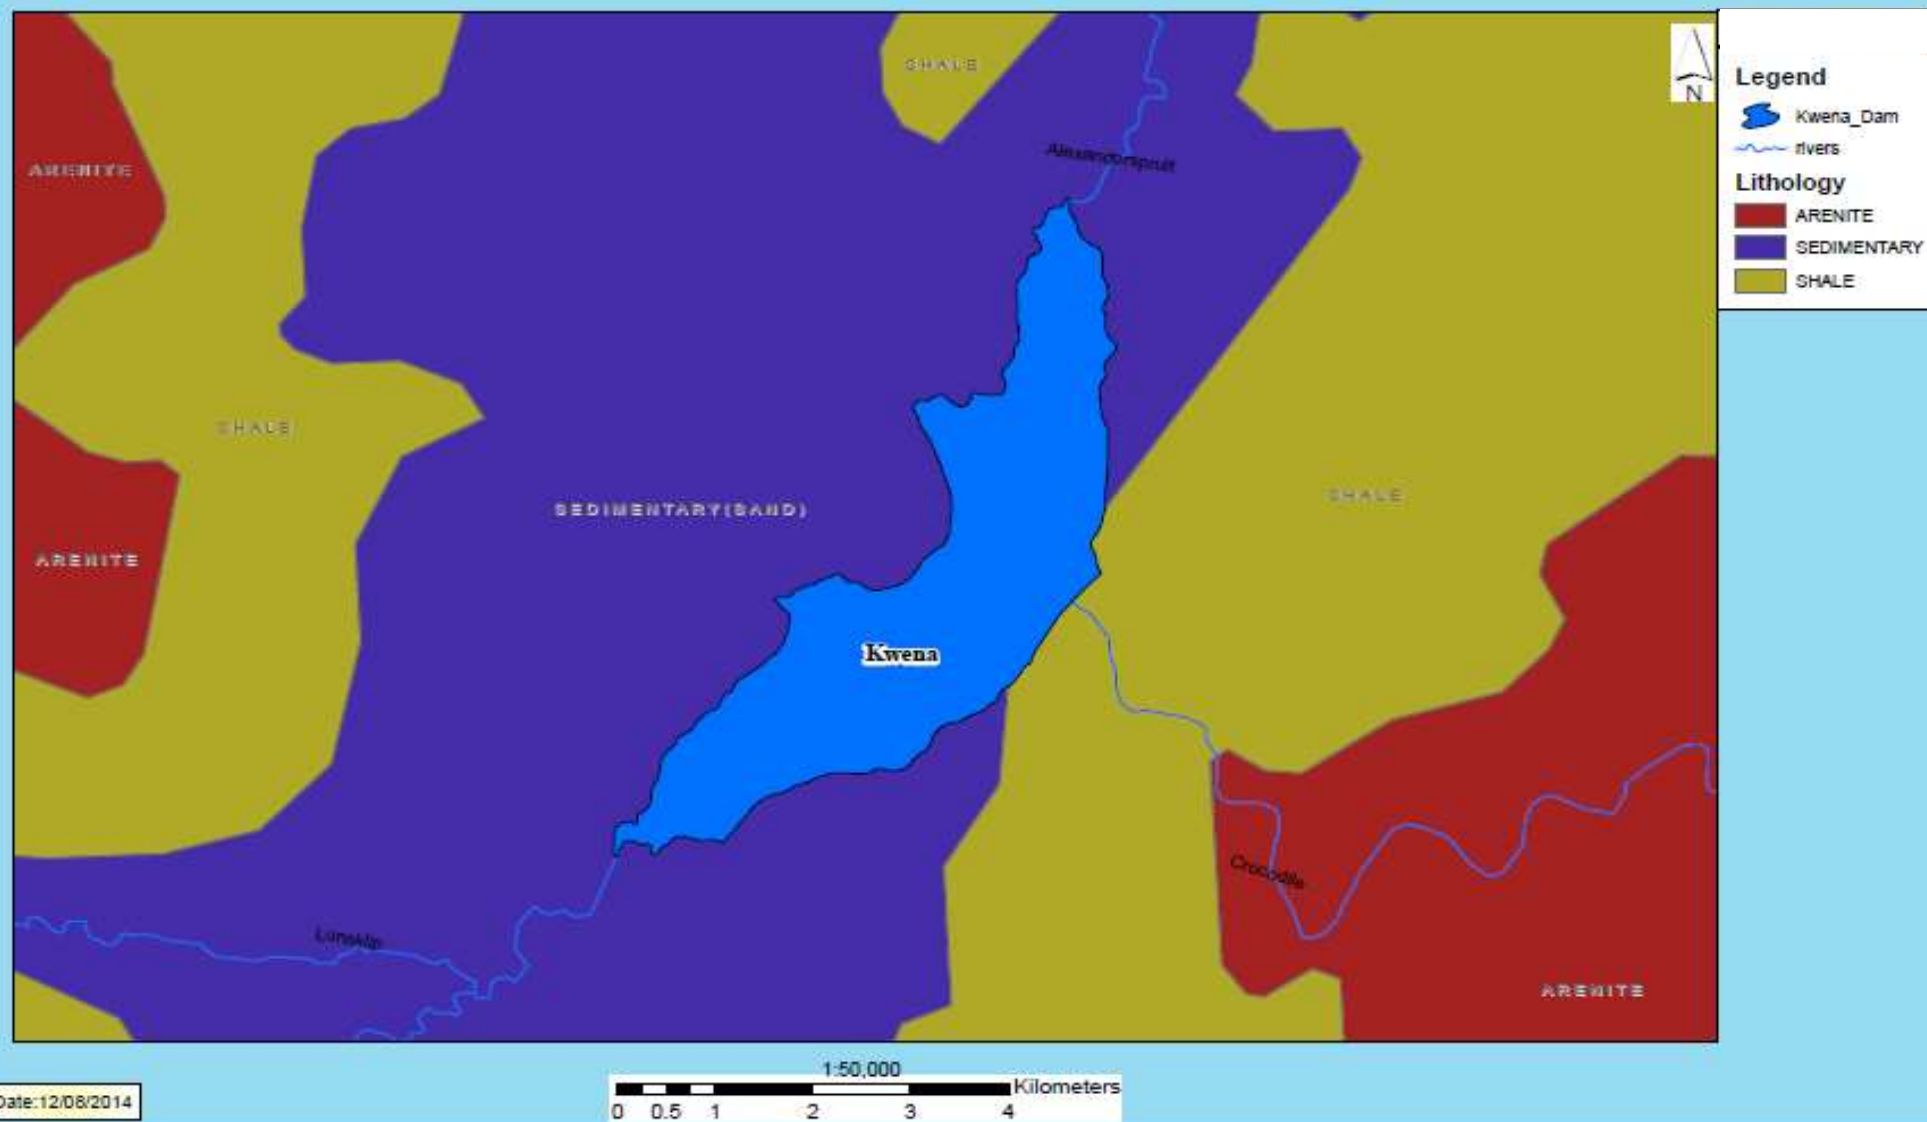 SHALE
N
Legend
Kwena_Dam
rivers
Lithology
ARENITE
SEDIMENTARY
SHALE
Alexanderspruit
ARENITE
SHALE
SEDIMENTARY(SAND)
SHALE
ARENITE
Kwena
Crocodile
Lunsklip
ARENITE
1:50,000
Kilometers
0 0.5 1 2 3 4
Date:12/08/2014